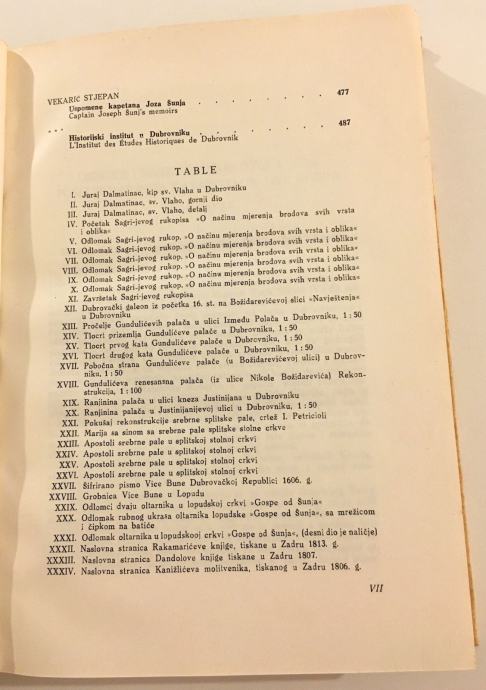 VEKARIĆ STJEPAN
Uspomene kapetana Joza Šunja . . . . . . . . 477
Captain Joseph Šunj's memoirs
* * *
Historijski institut u Dubrovniku . . . . . . . 487
L'Institut des Études Historiques de Dubrovnik
TABLE
I. Juraj Dalmatinac, kip sv. Vlaha u Dubrovniku
II. Juraj Dalmatinac, sv. Vlaho, gornji dio
III. Juraj Dalmatinac, sv. Vlaho, detalj
IV. Početak Sagri-jevog rukopisa »O načinu mjerenja brodova svih vrsta
i oblika«
V. Odlomak Sagri-jevog rukop. »O načinu mjerenja brodova svih vrsta i oblika«
VI. Odlomak Sagri-jevog rukop. »O načinu mjerenja brodova svih vrsta i oblika«
VII. Odlomak Sagri-jevog rukop. »O načinu mjerenja brodova svih vrsta i oblika«
VIII. Odlomak Sagri-jevog rukop. »O načinu mjerenja brodova svih vrsta i oblika«
IX. Odlomak Sagri-jevog rukop. »O načinu mjerenja brodova svih vrsta i oblika«
X. Odlomak Sagri-jevog rukop. »O načinu mjerenja brodova svih vrsta i oblika«
XI. Završetak Sagri-jevog rukopisa
XII. Dubrovački galeon iz početka 16. st. na Božidarevićevoj slici »Navještenja«
u Dubrovniku
XIII. Pročelje Gundulićevih palača u ulici Između Polača u Dubrovniku, 1 : 50
XIV. Tlocrt prizemlja Gundulićeve palače u Dubrovniku, 1 : 50
XV. Tlocrt prvog kata Gundulićeve palače u Dubrovniku, 1 : 50
XVI. Tlocrt drugog kata Gundulićeve palače u Dubrovniku, 1 : 50
XVII. Pobočna strana Gundulićeve palače (u Božidarevićevoj ulici) u Dubrov-
niku, 1 : 50
XVIII. Gundulićeva renesansna palača (iz ulice Nikole Božidarevića) Rekon-
strukcija, 1 : 100
XIX. Ranjinina palača u ulici kneza Justinijana u Dubrovniku
XX. Ranjinina palača u Justinijanijevoj ulici u Dubrovniku, 1 : 50
XXI. Pokušaj rekonstrukcije srebrne splitske pale, crtež I. Petricioli
XXII. Marija sa sinom sa srebrne pale splitske stolne crkve
XXIII. Apostoli srebrne pale u splitskoj stolnoj crkvi
XXIV. Apostoli srebrne pale u splitskoj stolnoj crkvi
XXV. Apostoli srebrne pale u splitskoj stolnoj crkvi
XXVI. Apostoli srebrne pale u splitskoj stolnoj crkvi
XXVII. Šifrirano pismo Vice Bune Dubrovačkoj Republici 1606. g.
XXVIII. Grobnica Vice Bune u Lopudu
XXIX. Odlomci dvaju oltarnika u lopudskoj crkvi »Gospe od Šunja«
XXX. Odlomak rubnog ukrasa oltarnika lopudske »Gospe od Šunja«, sa mrežicom
i čipkom na batiće
XXXI. Odlomak oltarnika u lopudskooj crkvi »Gospe od Šunja«, (desni dio je naličje)
XXXII. Naslovna stranica Rakamarićeve knjige, tiskane u Zadru 1813. g.
XXXIII. Naslovna stranica Dandolove knjige tiskane u Zadru 1807.
XXXIV. Naslovna stranica Kanižlićeva molitvenika, tiskanog u Zadru 1806. g.
VII